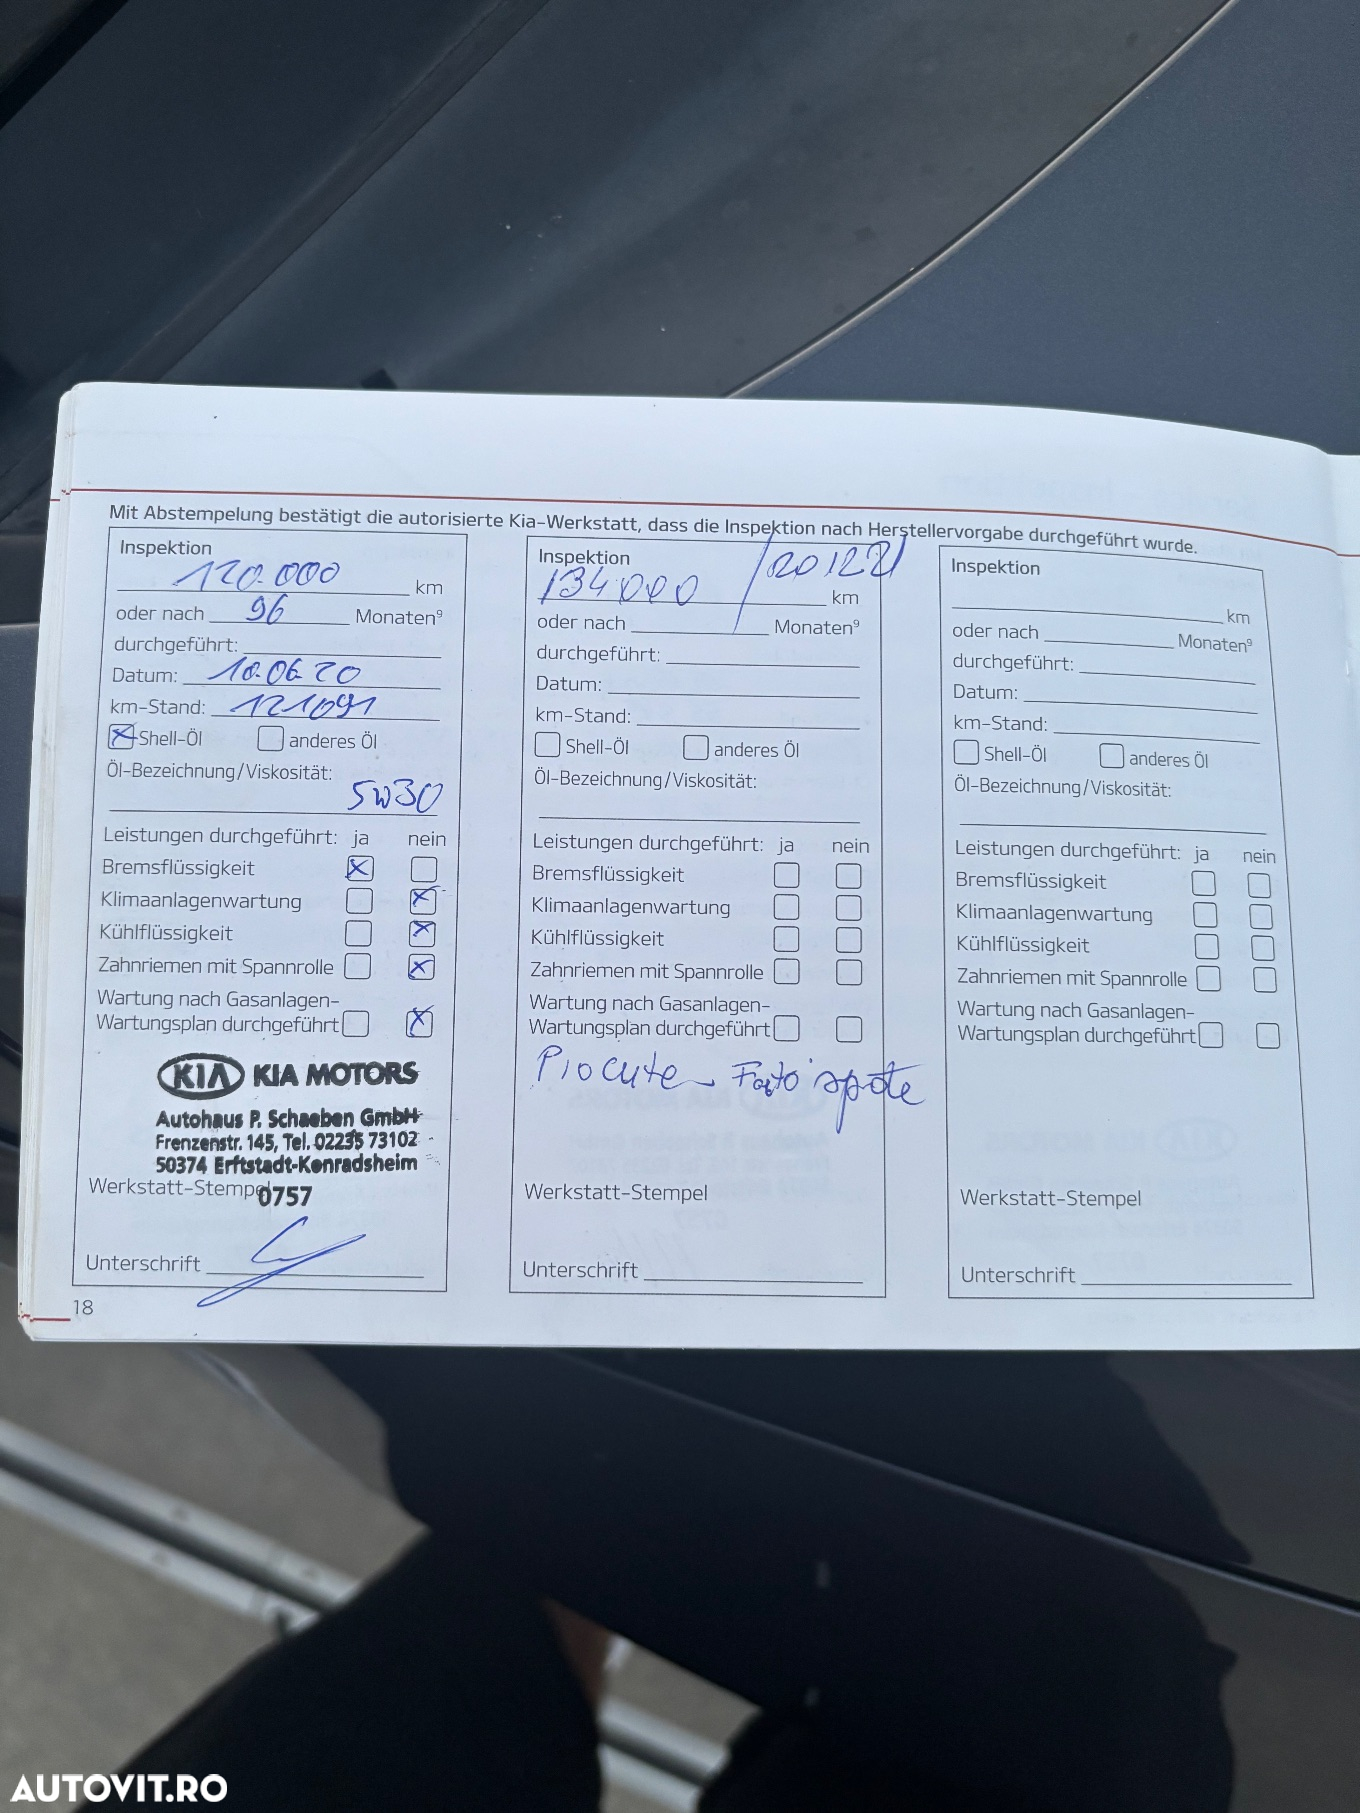 Mit Abstempelung bestätigt die autorisierte Kia-Werkstatt, dass die Inspektion nach Herstellervorgabe durchgeführt wurde.
Inspektion
120.000 km
oder nach 96 Monaten⁹
durchgeführt:
Datum: 10.06.20
km-Stand: 121091
Shell-Öl anderes Öl
Öl-Bezeichnung/Viskosität:
5W30
Leistungen durchgeführt: ja nein
Bremsflüssigkeit
Klimaanlagenwartung
Kühlflüssigkeit
Zahnriemen mit Spannrolle
Wartung nach Gasanlagen-
Wartungsplan durchgeführt
KIA KIA MOTORS
Autohaus P. Schaeben GmbH
Frenzenstr. 145, Tel. 02235 73102
50374 Erftstadt-Konradsheim
Werkstatt-Stempel
0757
Unterschrift
18
Inspektion
134000 km
oder nach Monaten⁹
durchgeführt:
Datum:
km-Stand:
Shell-Öl anderes Öl
Öl-Bezeichnung/Viskosität:
Leistungen durchgeführt: ja nein
Bremsflüssigkeit
Klimaanlagenwartung
Kühlflüssigkeit
Zahnriemen mit Spannrolle
Wartung nach Gasanlagen-
Wartungsplan durchgeführt
Werkstatt-Stempel
Unterschrift
Inspektion
km
oder nach Monaten⁹
durchgeführt:
Datum:
km-Stand:
Shell-Öl anderes Öl
Öl-Bezeichnung/Viskosität:
Leistungen durchgeführt: ja nein
Bremsflüssigkeit
Klimaanlagenwartung
Kühlflüssigkeit
Zahnriemen mit Spannrolle
Wartung nach Gasanlagen-
Wartungsplan durchgeführt
Werkstatt-Stempel
Unterschrift
AUTOVIT.RO